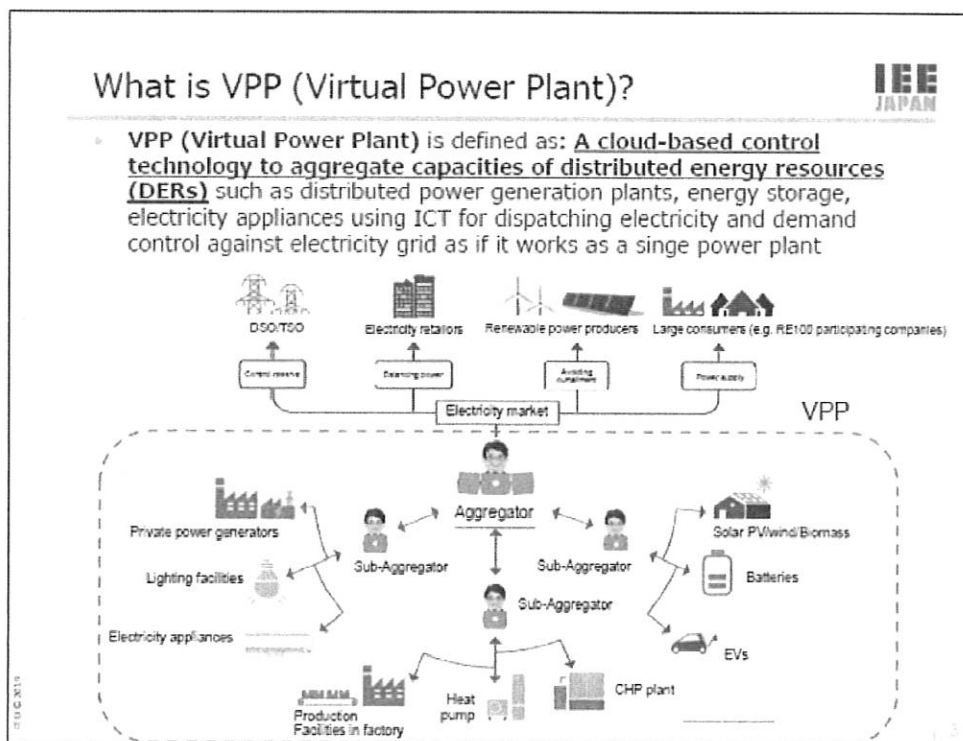 What is VPP (Virtual Power Plant)?
IEE
JAPAN
VPP (Virtual Power Plant) is defined as: A cloud-based control
technology to aggregate capacities of distributed energy resources
(DERs) such as distributed power generation plants, energy storage,
electricity appliances using ICT for dispatching electricity and demand
control against electricity grid as if it works as a singe power plant
DSO/TSO
Electricity retailors
Renewable power producers
Large consumers (e.g. RE100 participating companies)
Control reserve
Balancing power
Avoiding
curtailment
Power supply
Electricity market
VPP
Aggregator
Private power generators
Sub-Aggregator
Sub-Aggregator
Solar PV/wind/Biomass
Lighting facilities
Batteries
Sub-Aggregator
Electricity appliances
EVs
Production
Facilities in factory
Heat
pump
CHP plant